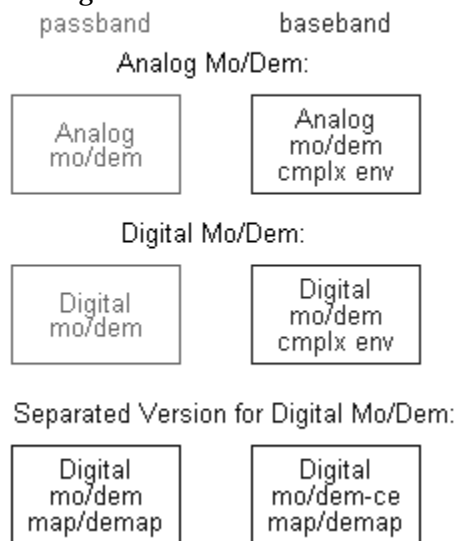 passband baseband
Analog Mo/Dem:
Analog Analog
mo/dem mo/dem
cmplx env
Digital Mo/Dem:
Digital Digital
mo/dem mo/dem
cmplx env
Separated Version for Digital Mo/Dem:
Digital Digital
mo/dem mo/dem-ce
map/demap map/demap